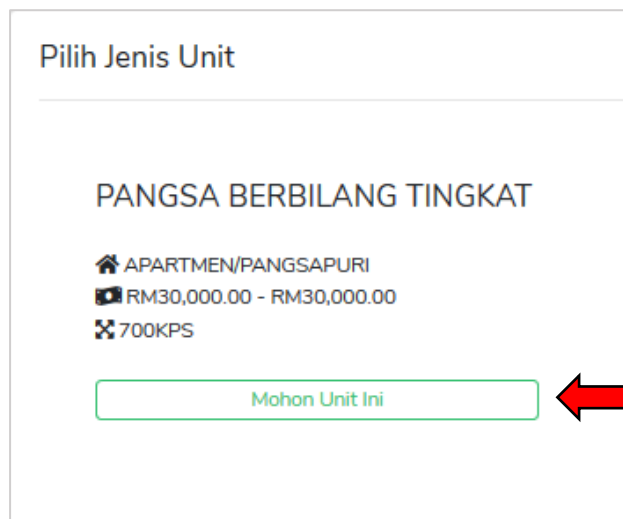 Pilih Jenis Unit
PANGSA BERBILANG TINGKAT
APARTMEN/PANGSAPURI
RM30,000.00 - RM30,000.00
700KPS
Mohon Unit Ini